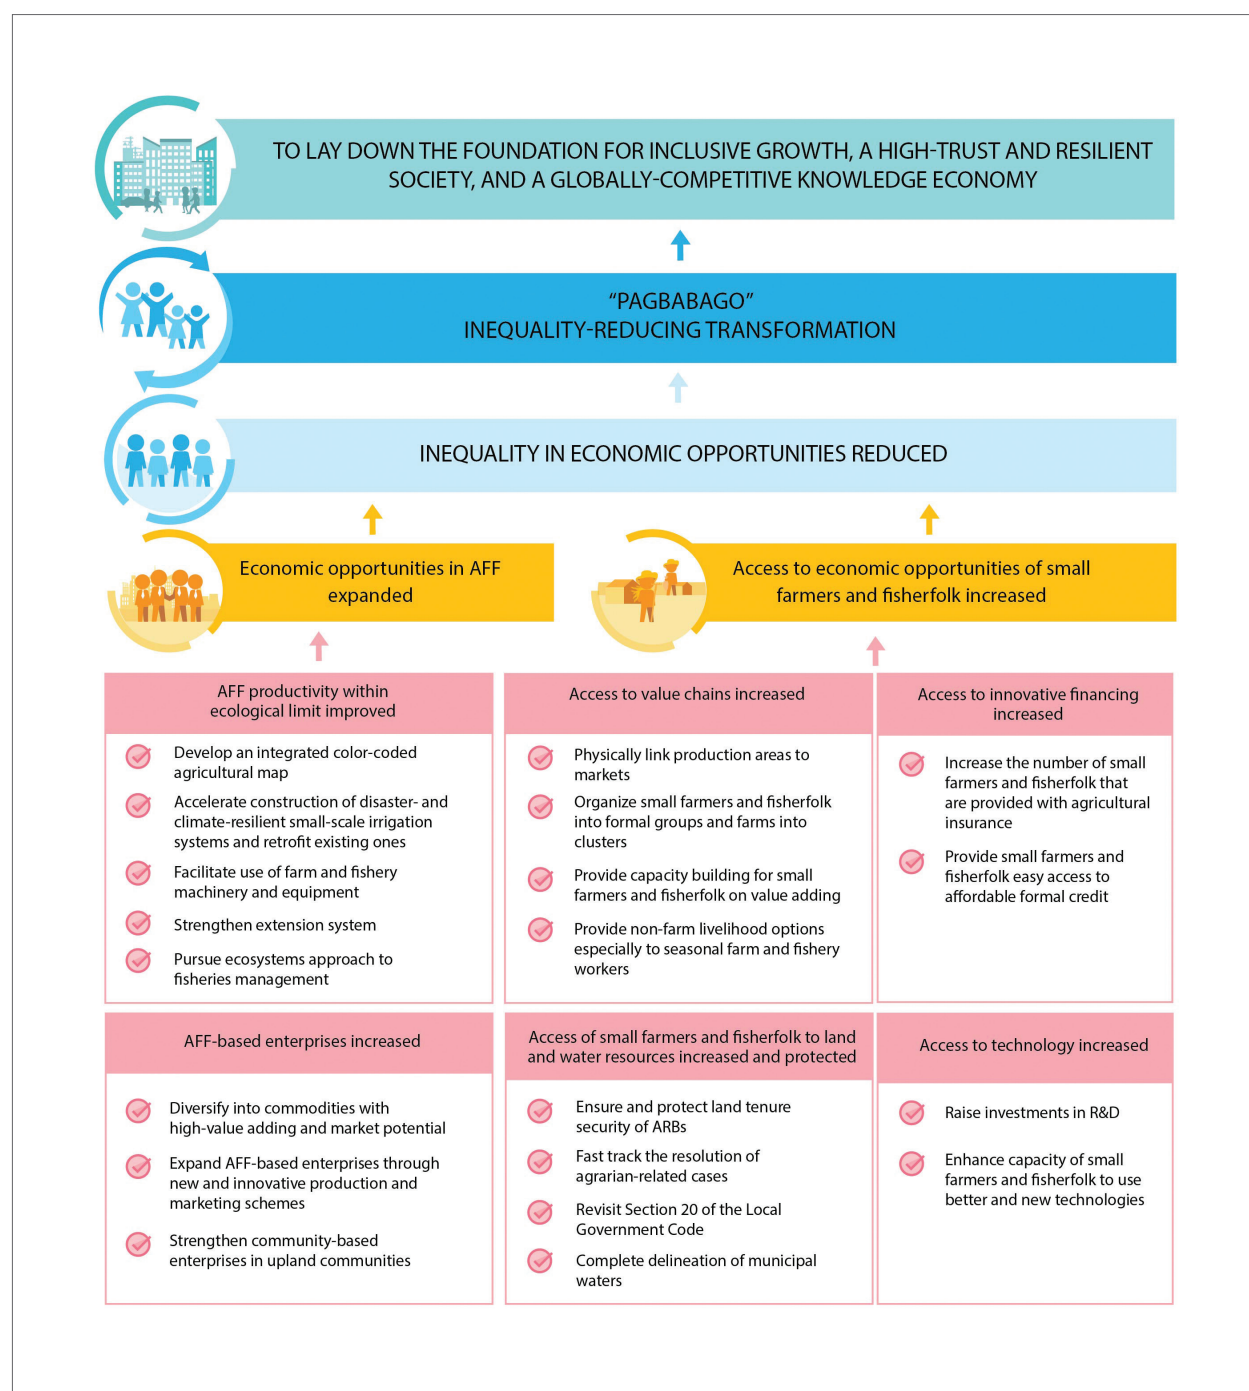 TO LAY DOWN THE FOUNDATION FOR INCLUSIVE GROWTH, A HIGH-TRUST AND RESILIENT
SOCIETY, AND A GLOBALLY-COMPETITIVE KNOWLEDGE ECONOMY
“PAGBABAGO”
INEQUALITY-REDUCING TRANSFORMATION
INEQUALITY IN ECONOMIC OPPORTUNITIES REDUCED
Economic opportunities in AFF
expanded
Access to economic opportunities of small
farmers and fisherfolk increased
AFF productivity within
ecological limit improved
Develop an integrated color-coded
agricultural map
Accelerate construction of disaster- and
climate-resilient small-scale irrigation
systems and retrofit existing ones
Facilitate use of farm and fishery
machinery and equipment
Strengthen extension system
Pursue ecosystems approach to
fisheries management
Access to value chains increased
Physically link production areas to
markets
Organize small farmers and fisherfolk
into formal groups and farms into
clusters
Provide capacity building for small
farmers and fisherfolk on value adding
Provide non-farm livelihood options
especially to seasonal farm and fishery
workers
Access to innovative financing
increased
Increase the number of small
farmers and fisherfolk that
are provided with agricultural
insurance
Provide small farmers and
fisherfolk easy access to
affordable formal credit
AFF-based enterprises increased
Diversify into commodities with
high-value adding and market potential
Expand AFF-based enterprises through
new and innovative production and
marketing schemes
Strengthen community-based
enterprises in upland communities
Access of small farmers and fisherfolk to land
and water resources increased and protected
Ensure and protect land tenure
security of ARBs
Fast track the resolution of
agrarian-related cases
Revisit Section 20 of the Local
Government Code
Complete delineation of municipal
waters
Access to technology increased
Raise investments in R&D
Enhance capacity of small
farmers and fisherfolk to use
better and new technologies